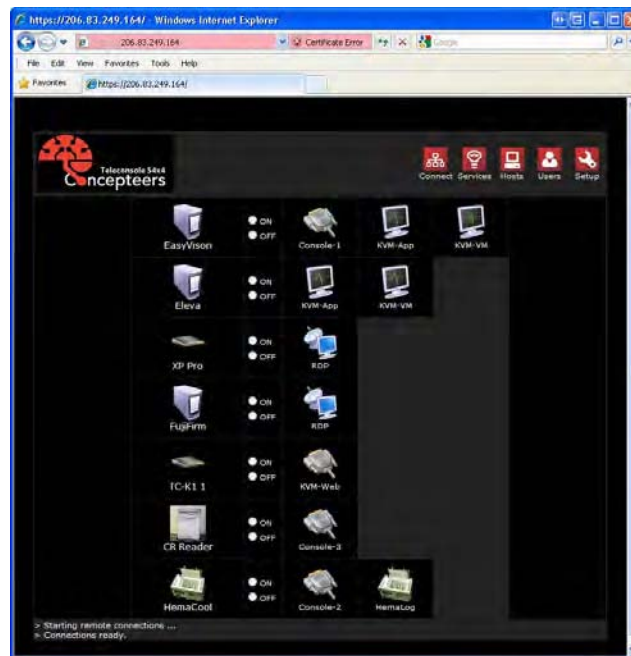 https://206.83.249.164/ - Windows Internet Explorer
206.83.249.164 Certificate Error Google
File Edit View Favorites Tools Help
Favorites https://206.83.249.164/
Teleconsole 54x4
Concepteers
Connect Services Hosts Users Setup
ON
OFF
EasyVison Console-1 KVM-App KVM-VM
ON
OFF
Eleva KVM-App KVM-VM
ON
OFF
XP Pro RDP
ON
OFF
FujiFirm RDP
ON
OFF
TC-K1 1 KVM-Web
ON
OFF
CR Reader Console-3
ON
OFF
HemaCool Console-2 HemaLog
> Starting remote connections ...
> Connections ready.